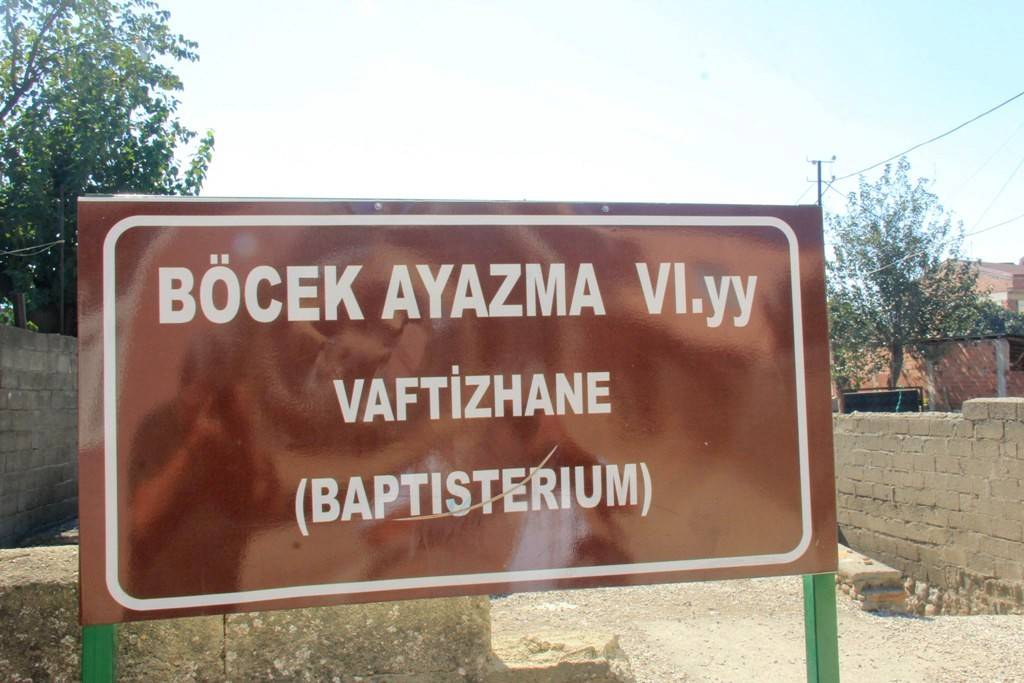 BÖCEK AYAZMA VI.yy
VAFTİZHANE
(BAPTISTERIUM)